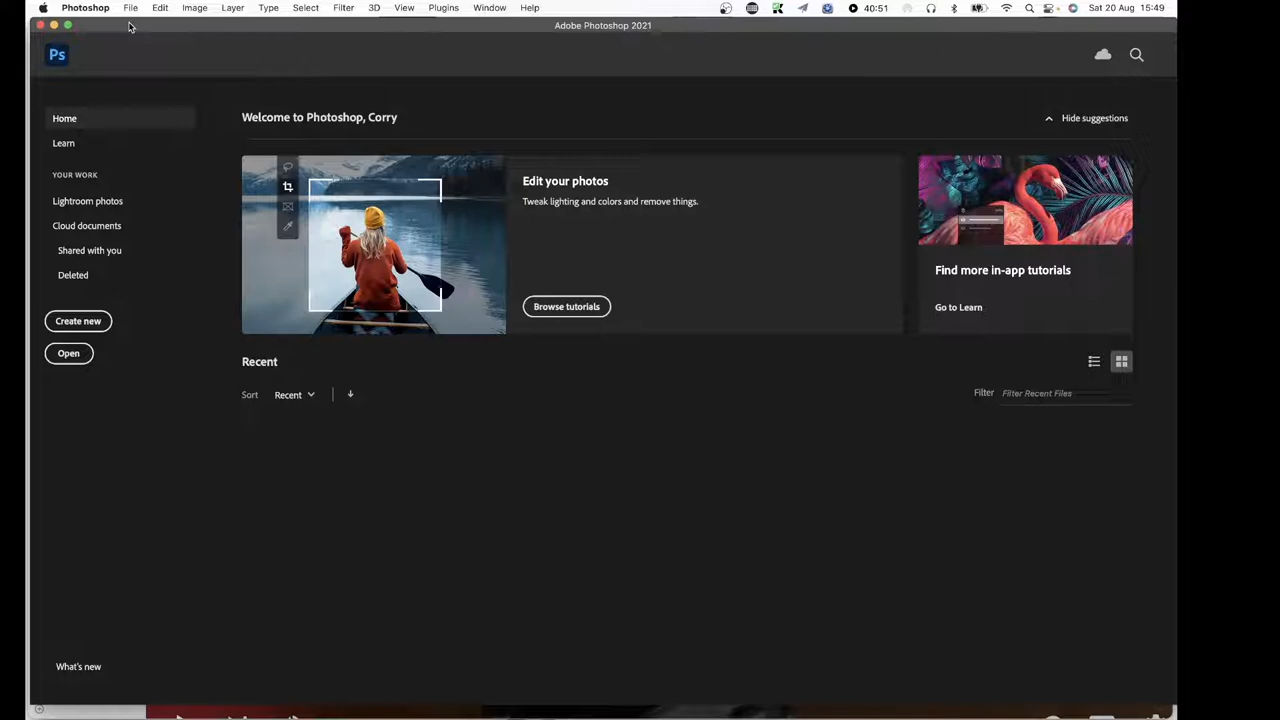 Photoshop File Edit Image Layer Type Select Filter 3D View Plugins Window Help 40:51 Sat 20 Aug 15:49
Adobe Photoshop 2021
Ps
Home
Learn
YOUR WORK
Lightroom photos
Cloud documents
Shared with you
Deleted
Create new
Open
What's new
Welcome to Photoshop, Corry
Hide suggestions
Edit your photos
Tweak lighting and colors and remove things.
Browse tutorials
Find more in-app tutorials
Go to Learn
Recent
Sort Recent
Filter Filter Recent Files